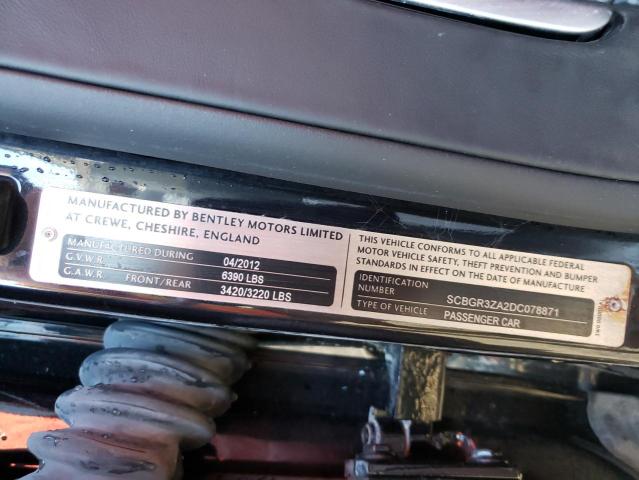 MANUFACTURED BY BENTLEY MOTORS LIMITED
AT CREWE, CHESHIRE, ENGLAND
MANUFACTURED DURING 04/2012
G.V.W.R. 6390 LBS
G.A.W.R. FRONT/REAR 3420/3220 LBS
THIS VEHICLE CONFORMS TO ALL APPLICABLE FEDERAL
MOTOR VEHICLE SAFETY, THEFT PREVENTION AND BUMPER
STANDARDS IN EFFECT ON THE DATE OF MANUFACTURE
IDENTIFICATION
NUMBER SCBGR3ZA2DC078871
TYPE OF VEHICLE PASSENGER CAR